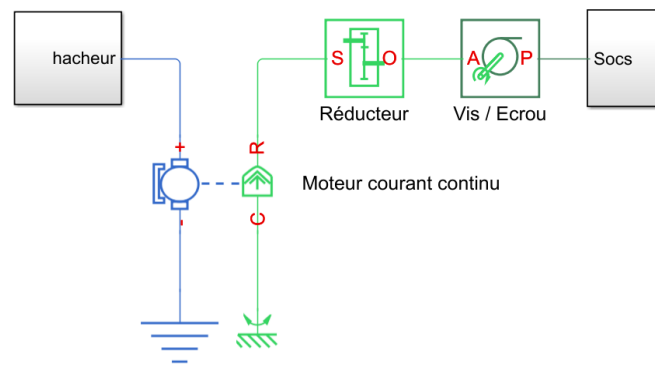 hacheur
S O
A P
Socs
Réducteur
Vis / Ecrou
+
R
Moteur courant continu
-
C